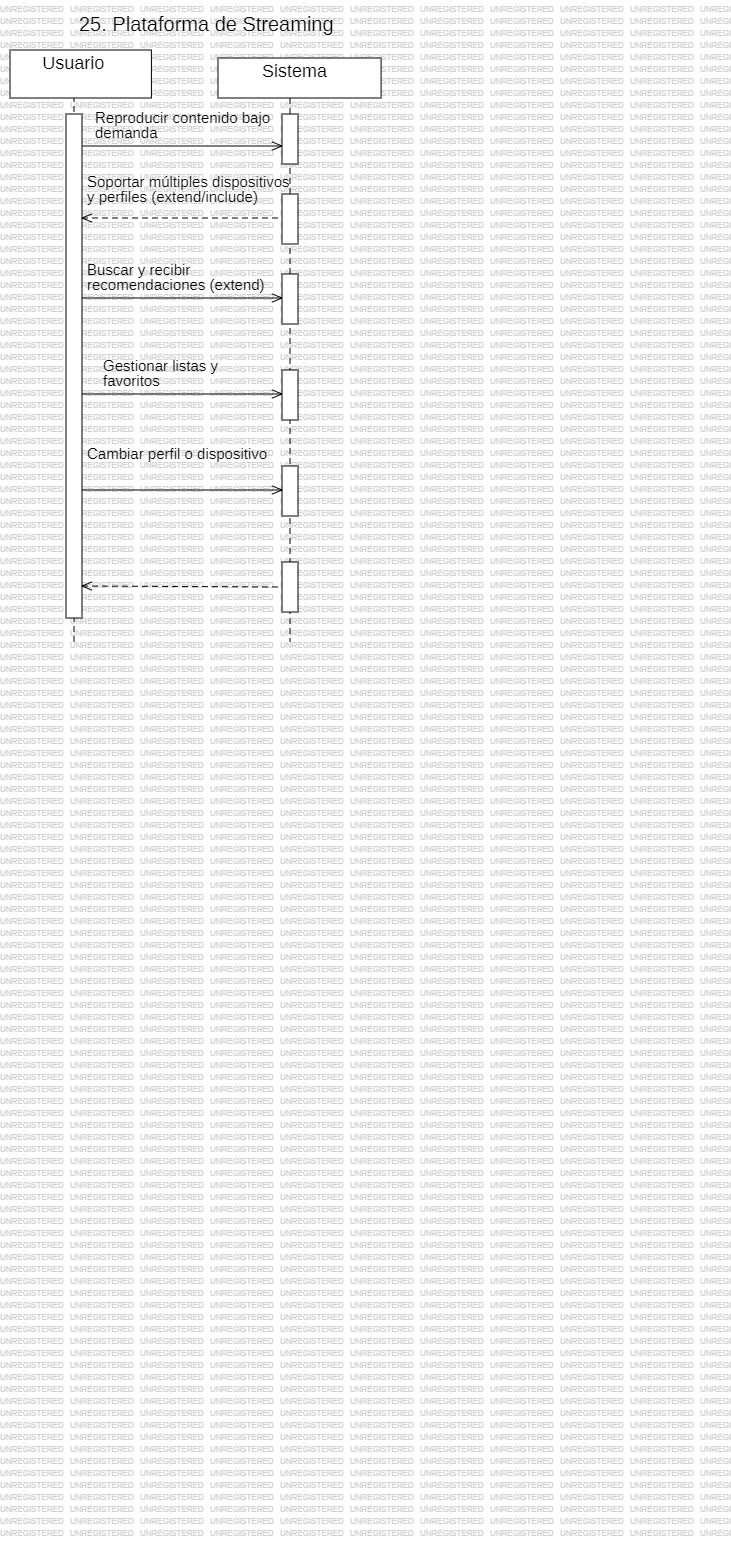 25. Plataforma de Streaming
Usuario
Sistema
Reproducir contenido bajo
demanda
Soportar múltiples dispositivos
y perfiles (extend/include)
Buscar y recibir
recomendaciones (extend)
Gestionar listas y
favoritos
Cambiar perfil o dispositivo
UNREGISTERED